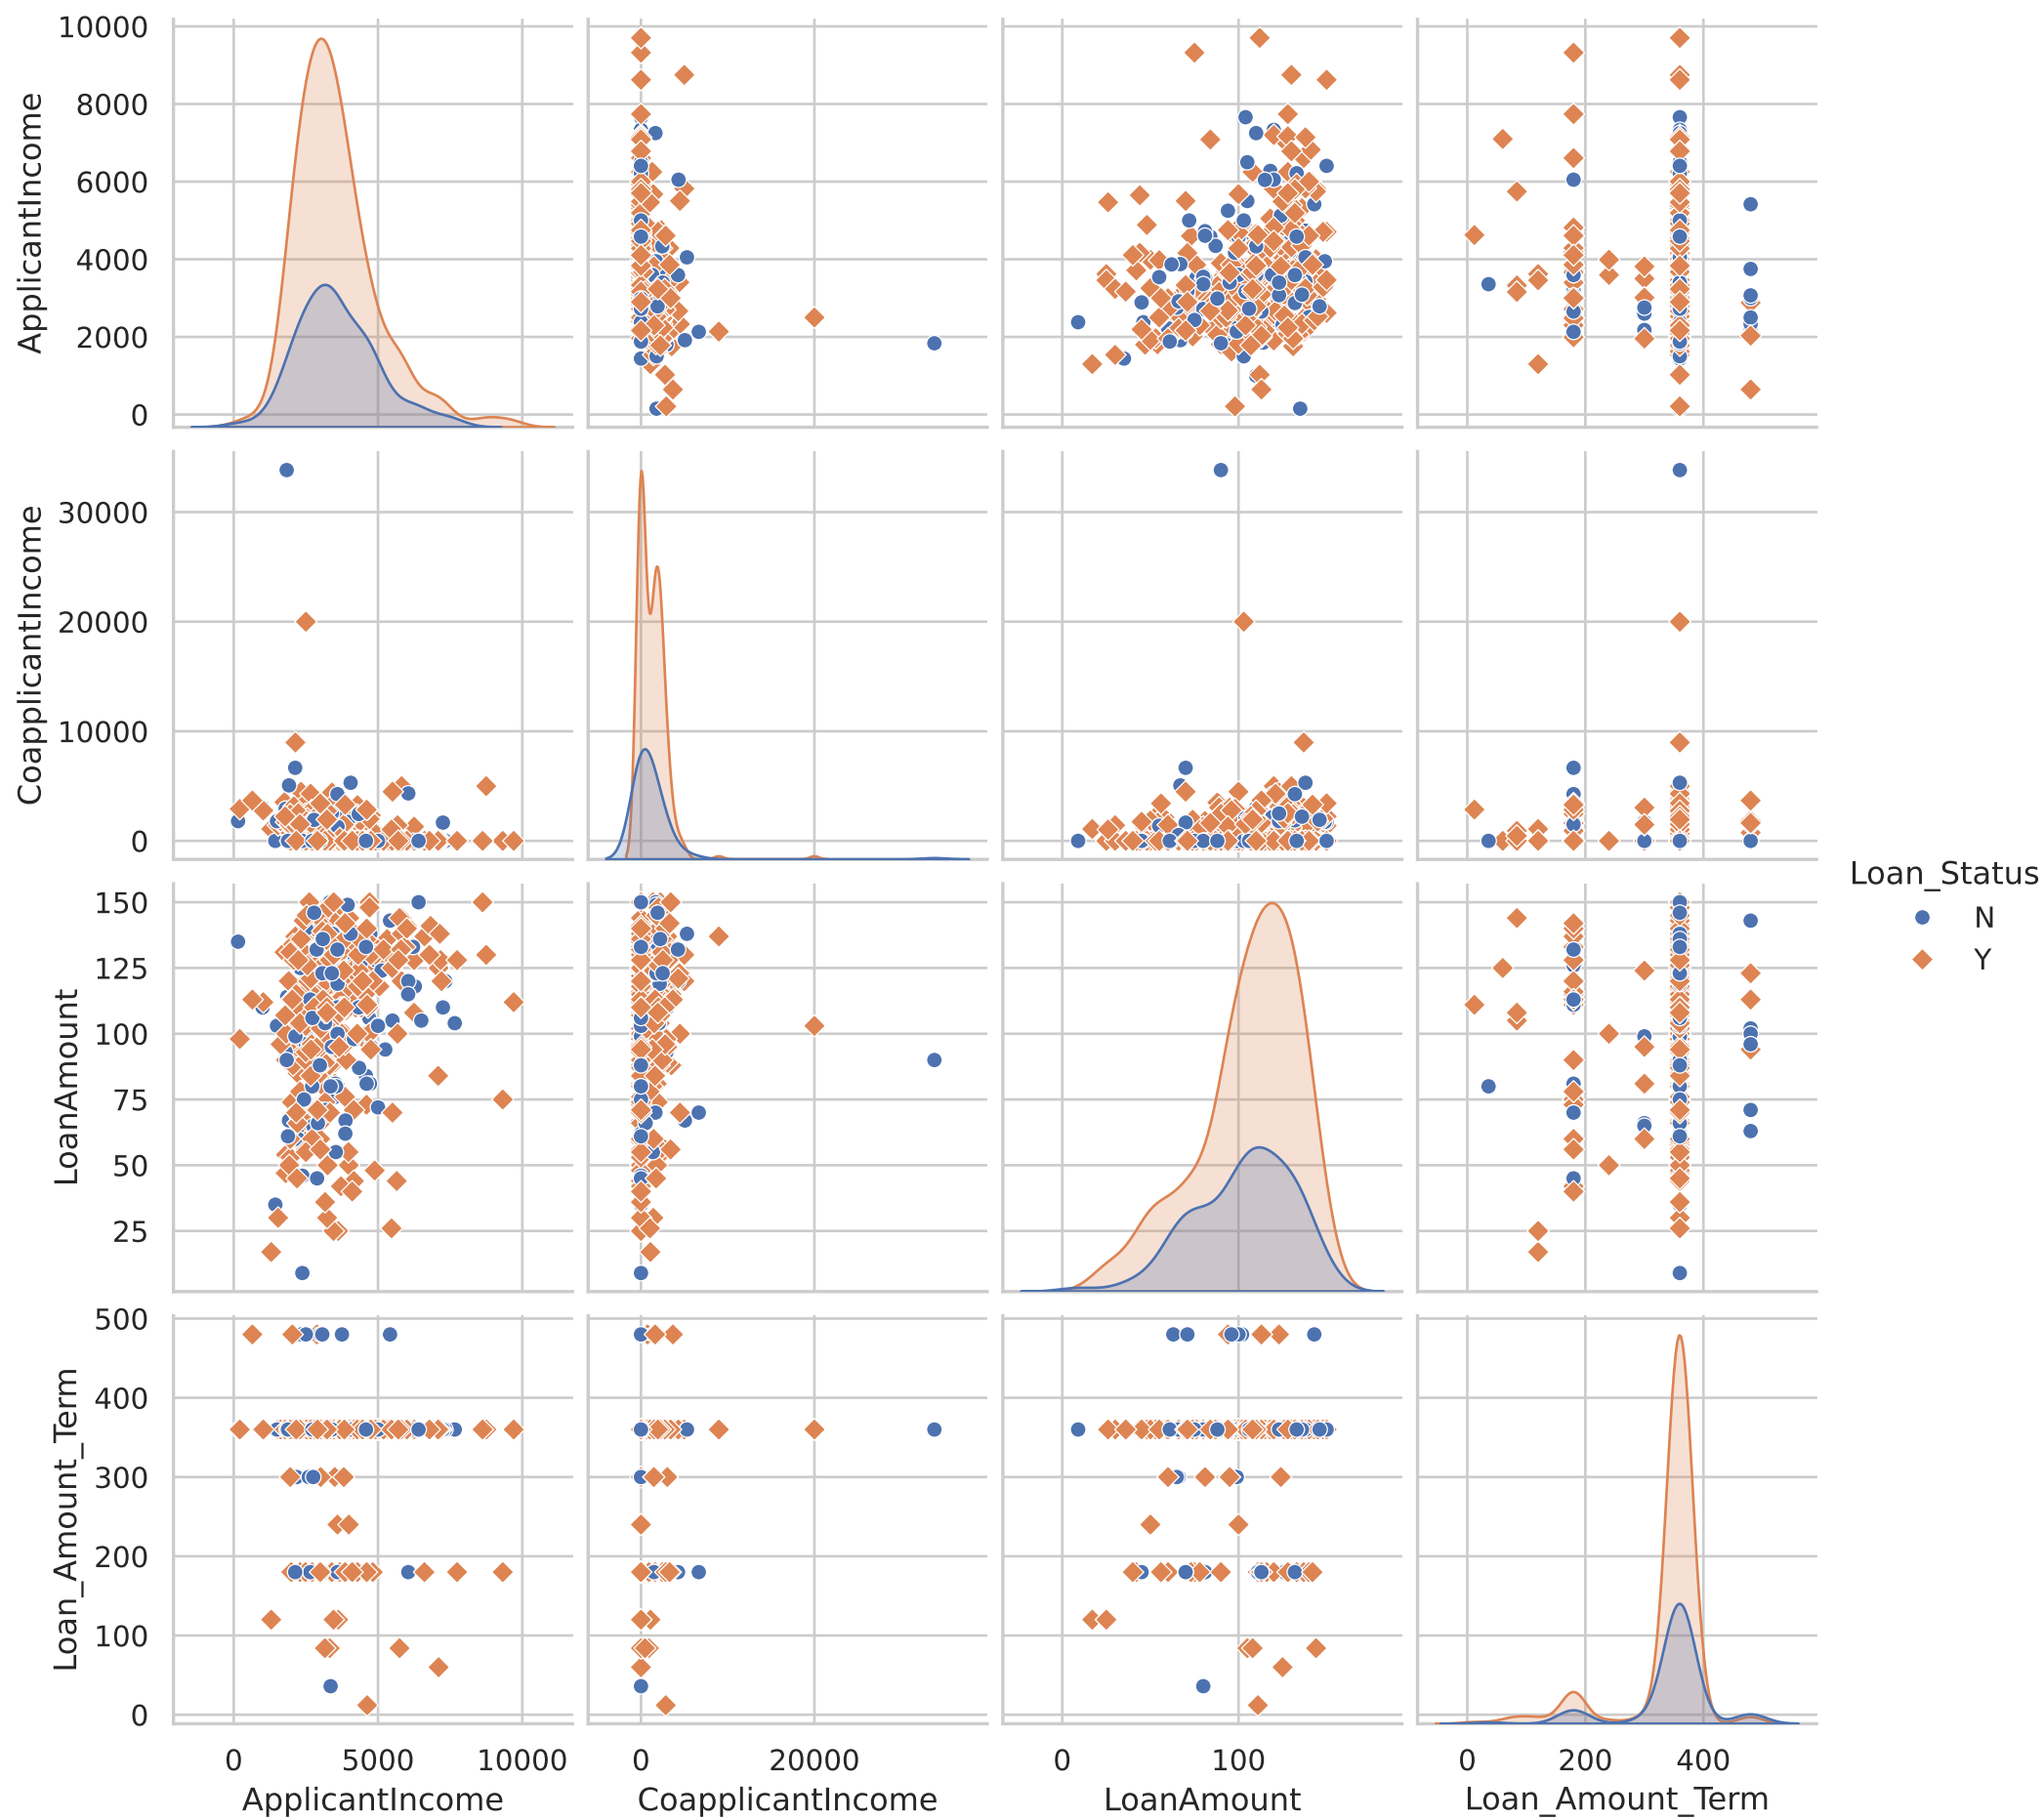 10000
8000
6000
4000
2000
0
ApplicantIncome
30000
20000
10000
0
CoapplicantIncome
Loan_Status
N
Y
150
125
100
75
50
25
LoanAmount
500
400
300
200
100
0
Loan_Amount_Term
0 5000 10000
0 20000
0 100
0 200 400
ApplicantIncome
CoapplicantIncome
LoanAmount
Loan_Amount_Term